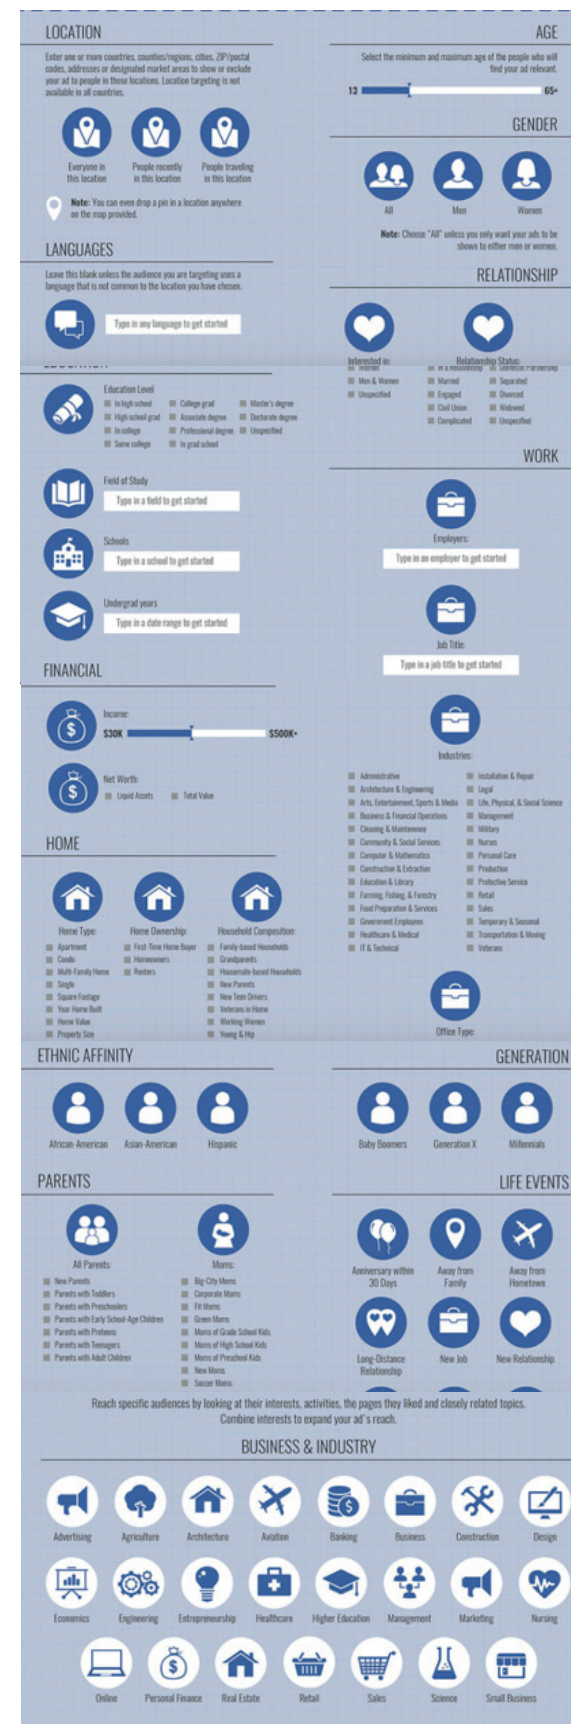 LOCATION
Enter one or more countries, counties/regions, cities, ZIP/postal
codes, addresses or designated market areas to show or exclude
your ad to people in those locations. Location targeting is not
available in all countries.
Everyone in
this location
People recently
in this location
People traveling
in this location
Note: You can even drop a pin in a location anywhere
on the map provided.
LANGUAGES
Leave this blank unless the audience you are targeting uses a
language that is not common to the location you have chosen.
Type in any language to get started
AGE
Select the minimum and maximum age of the people who will
find your ad relevant.
13
65+
GENDER
All
Men
Women
Note: Choose "All" unless you only want your ads to be
shown to either men or women.
RELATIONSHIP
Interested in:
Relationship Status:
Women
Men & Women
Unspecified
In a Relationship
Married
Engaged
Civil Union
Complicated
Domestic Partnership
Separated
Divorced
Widowed
Unspecified
EDUCATION
Education Level
In high school
High school grad
In college
Some college
College grad
Associate degree
Professional degree
In grad school
Master's degree
Doctorate degree
Unspecified
Field of Study
Type in a field to get started
Schools
Type in a school to get started
Undergrad years
Type in a date range to get started
FINANCIAL
Income:
$30K
$500K+
Net Worth:
Liquid Assets
Total Value
HOME
Home Type:
Apartment
Condo
Multi-Family Home
Single
Square Footage
Year Home Built
Home Value
Property Size
Home Ownership:
First-Time Home Buyer
Homeowners
Renters
Household Composition:
Family-based Households
Grandparents
Housemate-based Households
New Parents
New Teen Drivers
Veterans in Home
Working Women
Young & Hip
WORK
Employers:
Type in an employer to get started
Job Title:
Type in a job title to get started
Industries:
Administrative
Architecture & Engineering
Arts, Entertainment, Sports & Media
Business & Financial Operations
Cleaning & Maintenence
Community & Social Services
Computer & Mathematics
Construction & Extraction
Education & Library
Farming, Fishing, & Forestry
Food Preparation & Services
Government Employees
Healthcare & Medical
IT & Technical
Installation & Repair
Legal
Life, Physical, & Social Science
Management
Military
Nurses
Personal Care
Production
Protective Service
Retail
Sales
Temporary & Seasonal
Transportation & Moving
Veterans
Office Type:
ETHNIC AFFINITY
African-American
Asian-American
Hispanic
GENERATION
Baby Boomers
Generation X
Millennials
PARENTS
All Parents:
New Parents
Parents with Toddlers
Parents with Preschoolers
Parents with Early School-Age Children
Parents with Preteens
Parents with Teenagers
Parents with Adult Children
Moms:
Big-City Moms
Corporate Moms
Fit Moms
Green Moms
Moms of Grade School Kids
Moms of High School Kids
Moms of Preschool Kids
New Moms
Soccer Moms
LIFE EVENTS
Anniversary within
30 Days
Away from
Family
Away from
Hometown
Long-Distance
Relationship
New Job
New Relationship
Reach specific audiences by looking at their interests, activities, the pages they liked and closely related topics.
Combine interests to expand your ad's reach.
BUSINESS & INDUSTRY
Advertising
Agriculture
Architecture
Aviation
Banking
Business
Construction
Design
Economics
Engineering
Entrepreneurship
Healthcare
Higher Education
Management
Marketing
Nursing
Online
Personal Finance
Real Estate
Retail
Sales
Science
Small Business